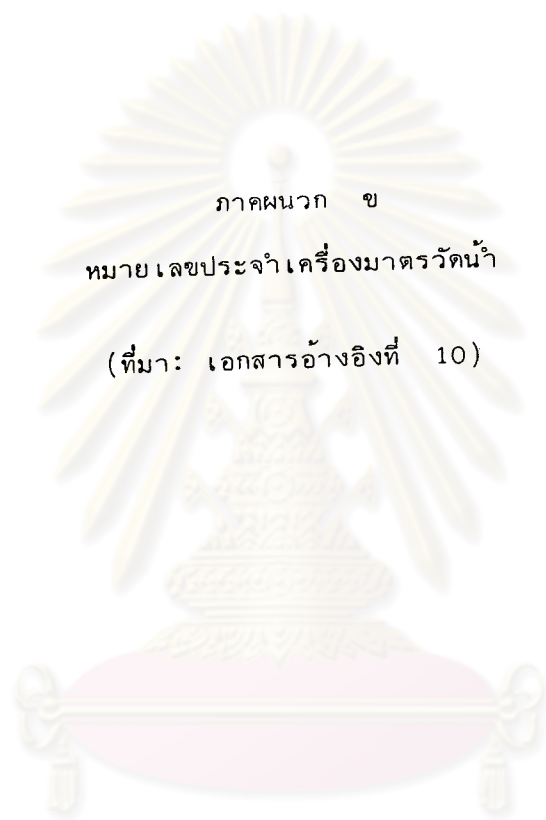 ภาคผนวก ข
หมายเลขประจำเครื่องมาตรวัดน้ำ
(ที่มา: เอกสารอ้างอิงที่ 10)